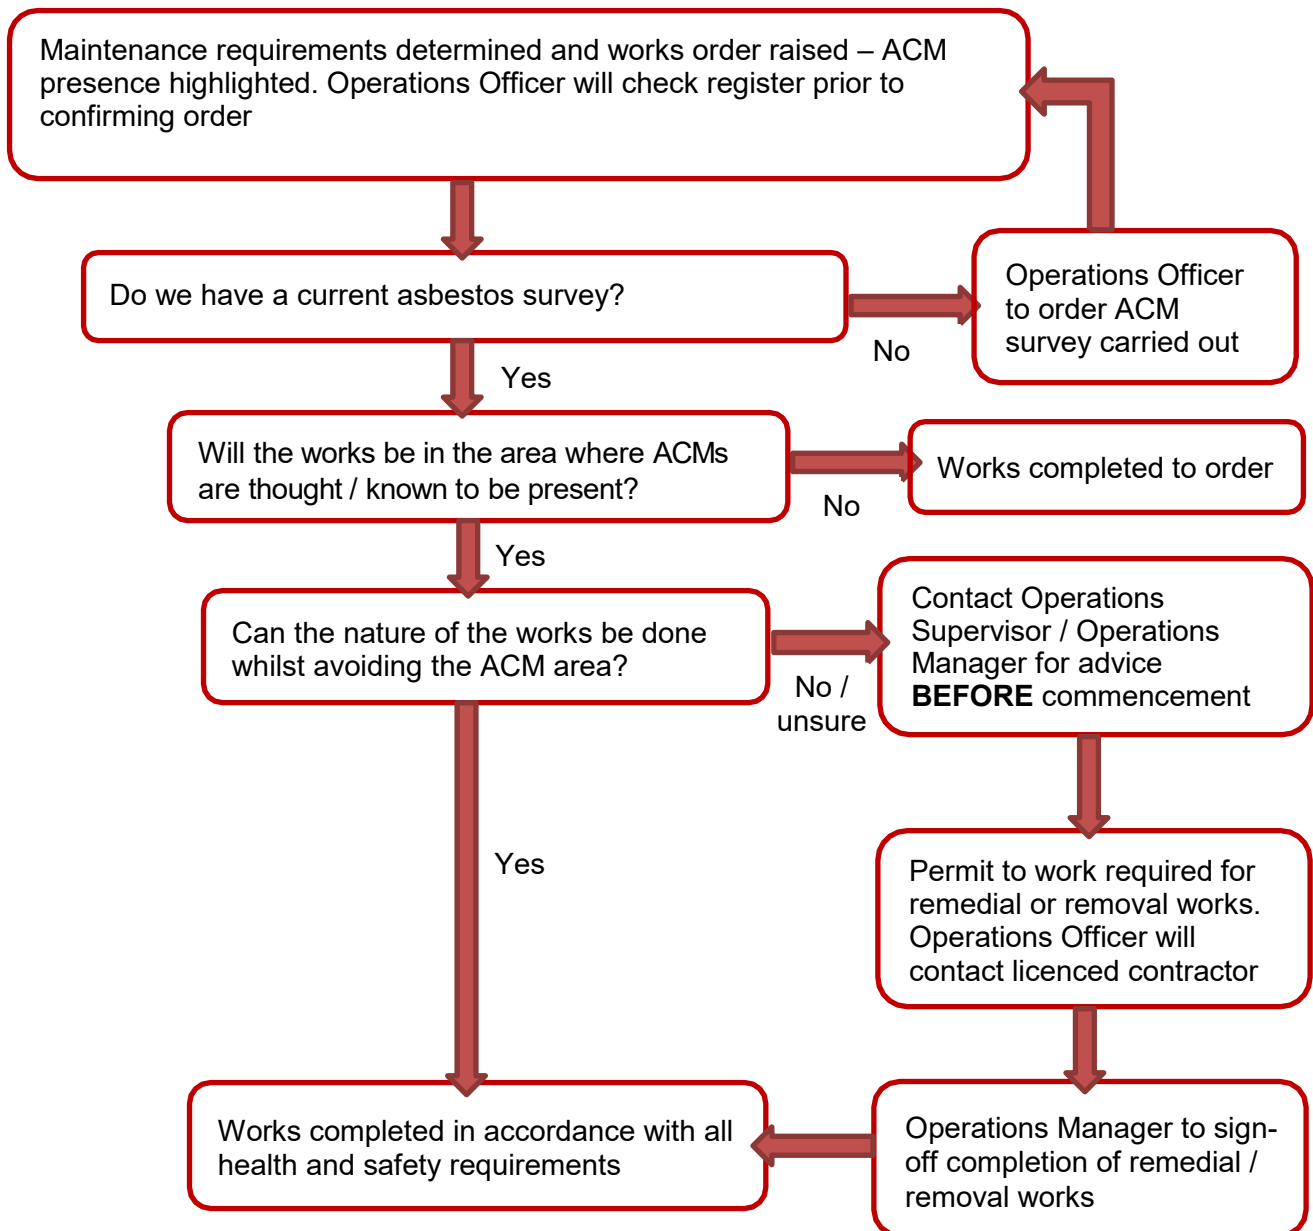 Maintenance requirements determined and works order raised – ACM
presence highlighted. Operations Officer will check register prior to
confirming order
Do we have a current asbestos survey?
No
Operations Officer
to order ACM
survey carried out
Yes
Will the works be in the area where ACMs
are thought / known to be present?
No
Works completed to order
Yes
Can the nature of the works be done
whilst avoiding the ACM area?
No /
unsure
Contact Operations
Supervisor / Operations
Manager for advice
BEFORE commencement
Yes
Permit to work required for
remedial or removal works.
Operations Officer will
contact licenced contractor
Operations Manager to sign-
off completion of remedial /
removal works
Works completed in accordance with all
health and safety requirements